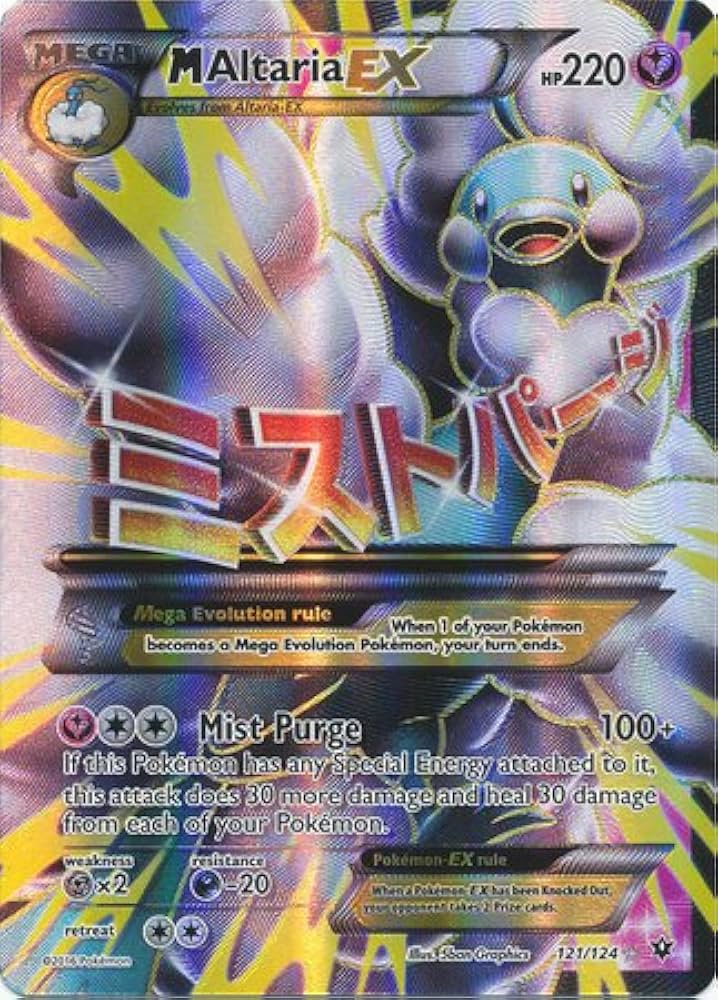 MEGA
M Altaria EX
HP 220
Evolves from Altaria-EX
ミストパージ
Mega Evolution rule
When 1 of your Pokémon
becomes a Mega Evolution Pokémon, your turn ends.
Mist Purge 100+
If this Pokémon has any Special Energy attached to it,
this attack does 30 more damage and heal 30 damage
from each of your Pokémon.
weakness
×2
resistance
-20
retreat
Pokémon-EX rule
When a Pokémon-EX has been Knocked Out,
your opponent takes 2 Prize cards.
©2016 Pokémon
Illus. 5ban Graphics
121/124